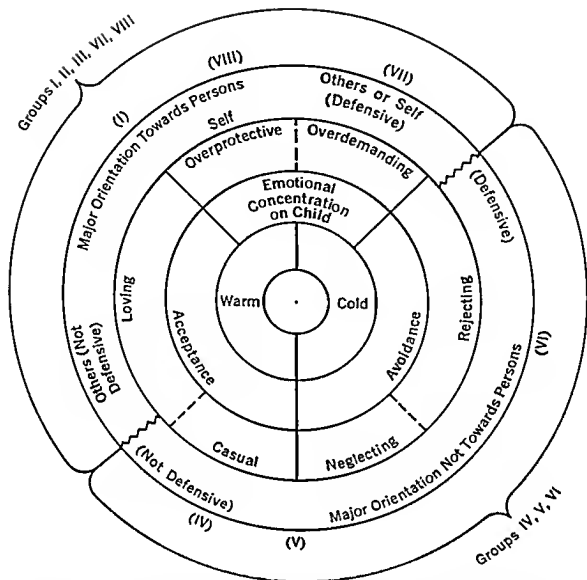 Groups I, II, III, VII, VIII
(VIII)
(VII)
(I)
Major Orientation Towards Persons
Others or Self
(Defensive)
Self
Overprotective
Overdemanding
(Defensive)
Emotional
Concentration
on Child
Loving
Warm
Cold
Rejecting
Acceptance
Avoidance
(VI)
Others (Not
Defensive)
Casual
Neglecting
(Not Defensive)
Major Orientation Not Towards Persons
(IV)
(V)
Groups IV, V, VI